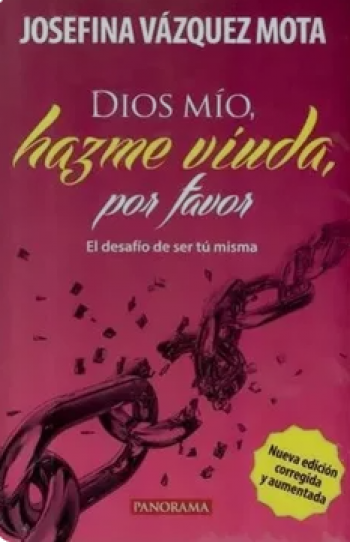 JOSEFINA VÁZQUEZ MOTA
DIOS MÍO,
hazme viuda,
por favor
El desafío de ser tú misma
Nueva edición
corregida
y aumentada
PANORAMA